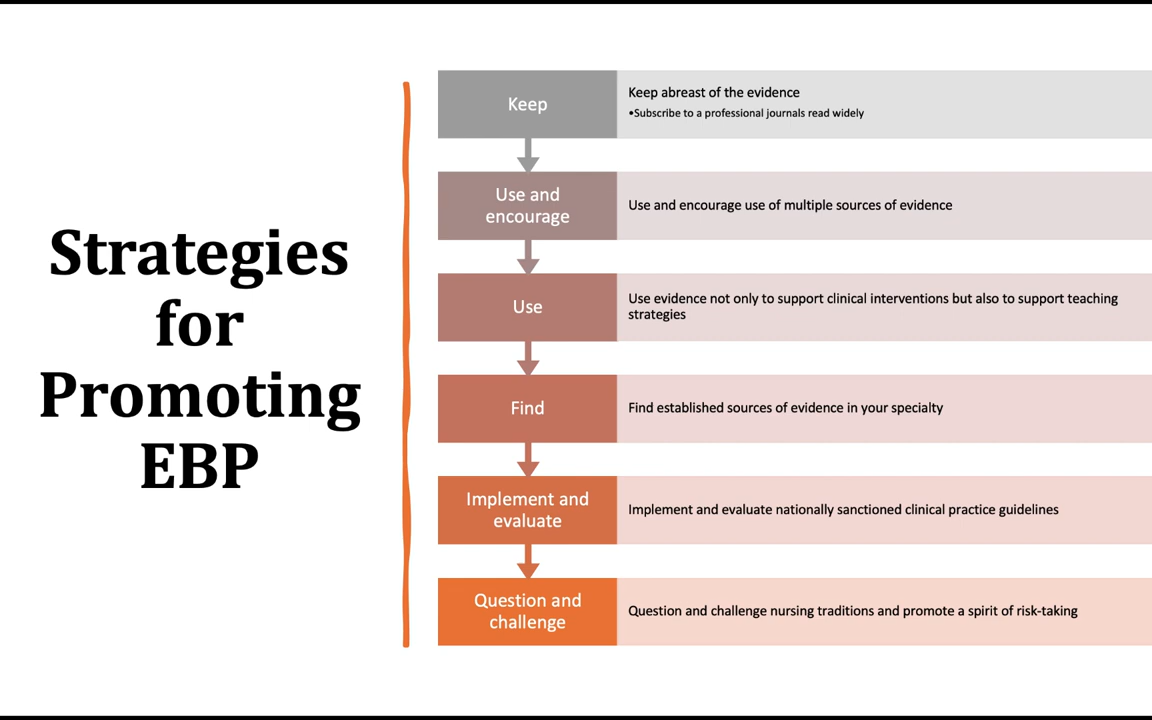 Strategies
for
Promoting
EBP
Keep
Keep abreast of the evidence
•Subscribe to a professional journals read widely
Use and
encourage
Use and encourage use of multiple sources of evidence
Use
Use evidence not only to support clinical interventions but also to support teaching
strategies
Find
Find established sources of evidence in your specialty
Implement and
evaluate
Implement and evaluate nationally sanctioned clinical practice guidelines
Question and
challenge
Question and challenge nursing traditions and promote a spirit of risk-taking